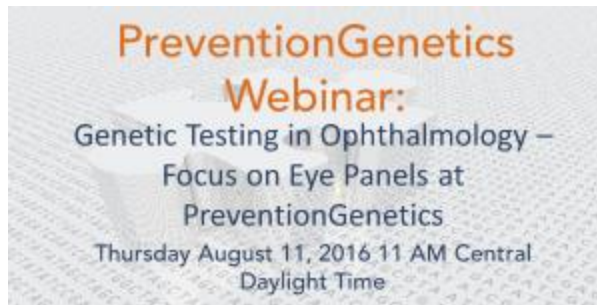 PreventionGenetics
Webinar:
Genetic Testing in Ophthalmology –
Focus on Eye Panels at
PreventionGenetics
Thursday August 11, 2016 11 AM Central
Daylight Time